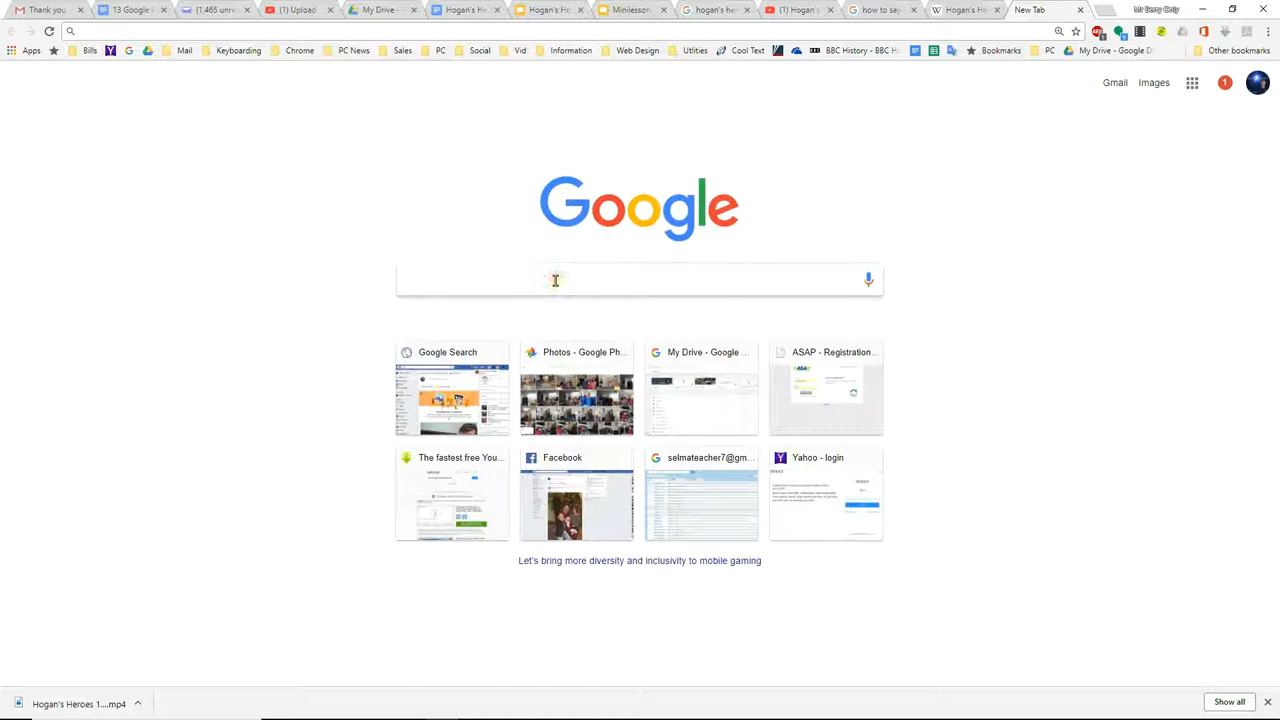 Thank you
13 Google
(1,465 unre
(1) Upload
My Drive -
Hogan's He
Hogan's He
Minilesson
hogan's he
(1) Hogan's
how to s
Hogan's He
New Tab
Mr Berry Only
Apps
Bills
G
Mail
Keyboarding
Chrome
PC News
Sales
PC
Social
Vid
Information
Web Design
Utilties
Cool Text
BBC History - BBC H
Bookmarks
PC
My Drive - Google D
Other bookmarks
Gmail
Images
1
Google
Google Search
Photos - Google Ph...
My Drive - Google ...
ASAP - Registration...
The fastest free You...
Facebook
selmateacher7@gm...
Yahoo - login
Let's bring more diversity and inclusivity to mobile gaming
Hogan's Heroes 1....mp4
Show all